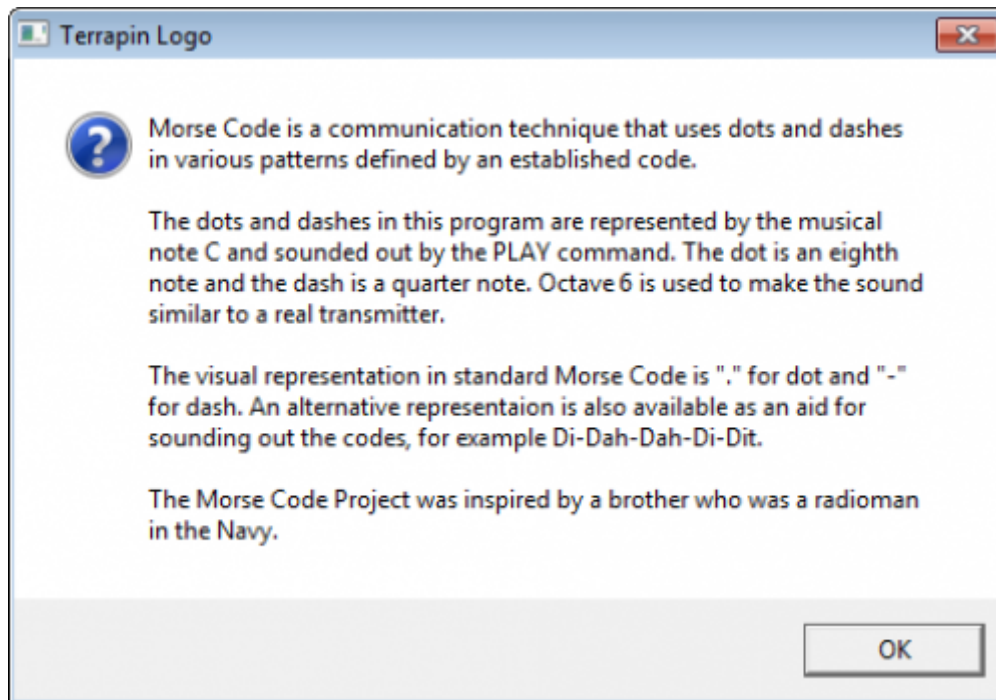 Terrapin Logo
Morse Code is a communication technique that uses dots and dashes
in various patterns defined by an established code.
The dots and dashes in this program are represented by the musical
note C and sounded out by the PLAY command. The dot is an eighth
note and the dash is a quarter note. Octave 6 is used to make the sound
similar to a real transmitter.
The visual representation in standard Morse Code is "." for dot and "-"
for dash. An alternative representaion is also available as an aid for
sounding out the codes, for example Di-Dah-Dah-Di-Dit.
The Morse Code Project was inspired by a brother who was a radioman
in the Navy.
OK